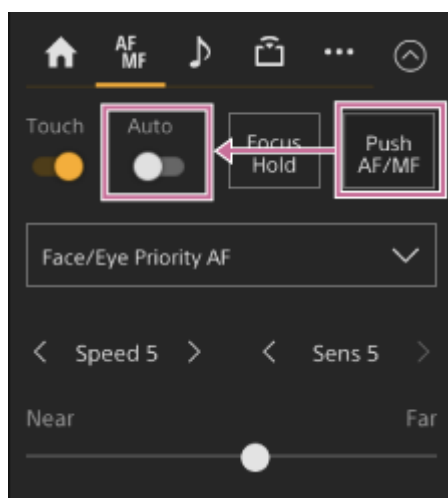 AF
MF
•••
Touch
Auto
Focus
Hold
Push
AF/MF
Face/Eye Priority AF
Speed 5
Sens 5
Near
Far